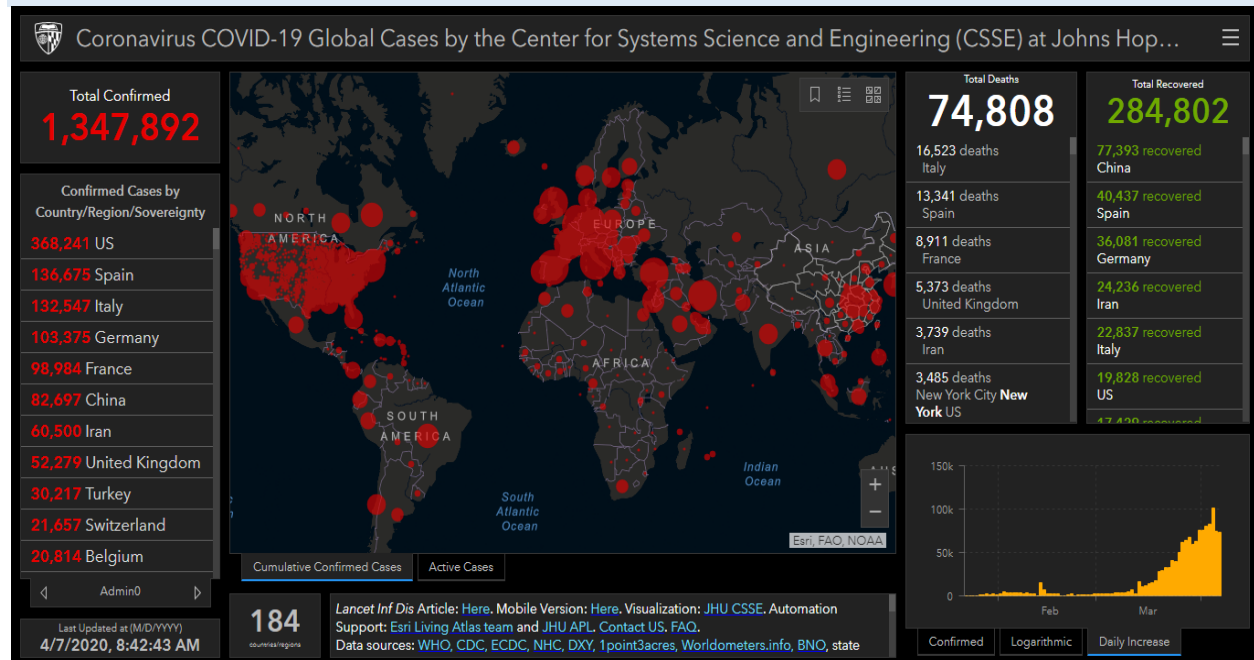 Coronavirus COVID-19 Global Cases by the Center for Systems Science and Engineering (CSSE) at Johns Hop...
Total Confirmed
1,347,892
Confirmed Cases by
Country/Region/Sovereignty
368,241 US
136,675 Spain
132,547 Italy
103,375 Germany
98,984 France
82,697 China
60,500 Iran
52,279 United Kingdom
30,217 Turkey
21,657 Switzerland
20,814 Belgium
Admin0
Last Updated at (M/D/YYYY)
4/7/2020, 8:42:43 AM
NORTH
AMERICA
EUROPE
ASIA
North
Atlantic
Ocean
AFRICA
SOUTH
AMERICA
Indian
Ocean
South
Atlantic
Ocean
AUS
+
−
Esri, FAO, NOAA
Cumulative Confirmed Cases
Active Cases
184
countries/regions
Lancet Inf Dis Article: Here. Mobile Version: Here. Visualization: JHU CSSE. Automation
Support: Esri Living Atlas team and JHU APL. Contact US. FAQ.
Data sources: WHO, CDC, ECDC, NHC, DXY, 1point3acres, Worldometers.info, BNO, state
Total Deaths
74,808
16,523 deaths
Italy
13,341 deaths
Spain
8,911 deaths
France
5,373 deaths
United Kingdom
3,739 deaths
Iran
3,485 deaths
New York City New
York US
Total Recovered
284,802
77,393 recovered
China
40,437 recovered
Spain
36,081 recovered
Germany
24,236 recovered
Iran
22,837 recovered
Italy
19,828 recovered
US
150k
100k
50k
0
Feb
Mar
Confirmed
Logarithmic
Daily Increase